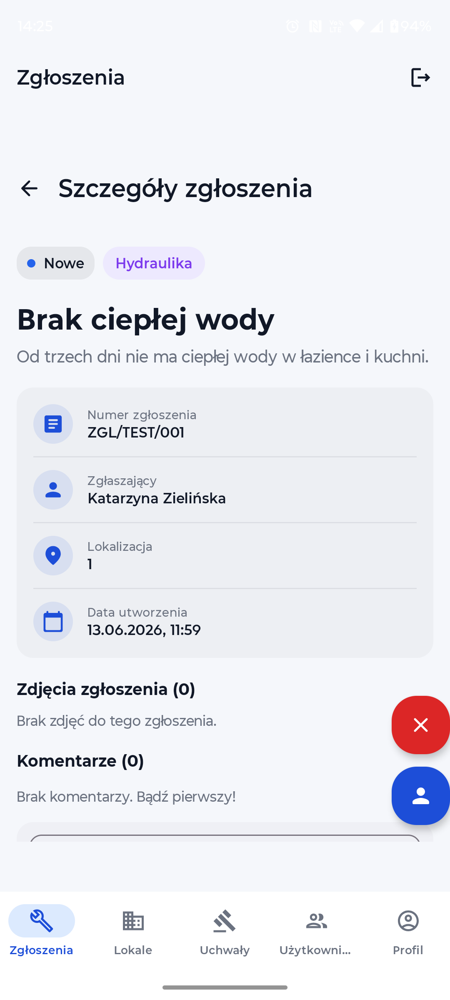 14:25
Vo
LTE
94%
Zgłoszenia
Szczegóły zgłoszenia
Nowe
Hydraulika
Brak ciepłej wody
Od trzech dni nie ma ciepłej wody w łazience i kuchni.
Numer zgłoszenia
ZGL/TEST/001
Zgłaszający
Katarzyna Zielińska
Lokalizacja
1
Data utworzenia
13.06.2026, 11:59
Zdjęcia zgłoszenia (0)
Brak zdjęć do tego zgłoszenia.
Komentarze (0)
Brak komentarzy. Bądź pierwszy!
Zgłoszenia
Lokale
Uchwały
Użytkowni...
Profil